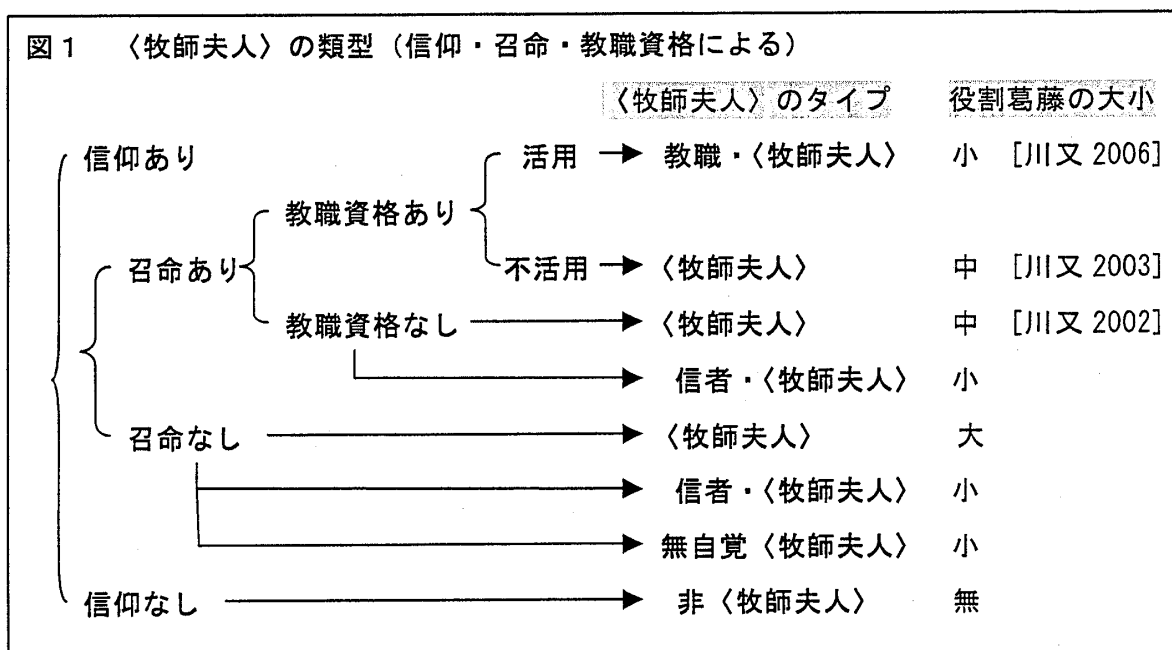 図1 〈牧師夫人〉の類型（信仰・召命・教職資格による）
〈牧師夫人〉のタイプ 役割葛藤の大小
信仰あり 活用 教職・〈牧師夫人〉 小 [川又 2006]
教職資格あり
召命あり 不活用 〈牧師夫人〉 中 [川又 2003]
教職資格なし 〈牧師夫人〉 中 [川又 2002]
信者・〈牧師夫人〉 小
召命なし 〈牧師夫人〉 大
信者・〈牧師夫人〉 小
無自覚〈牧師夫人〉 小
信仰なし 非〈牧師夫人〉 無